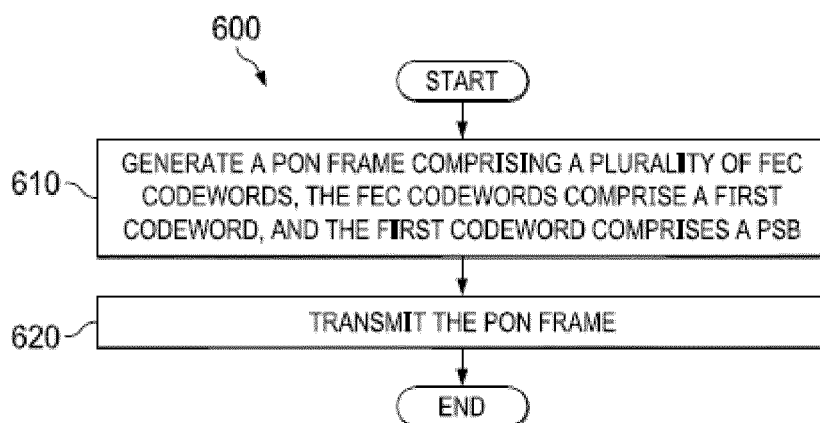 600
START
610
GENERATE A PON FRAME COMPRISING A PLURALITY OF FEC
CODEWORDS, THE FEC CODEWORDS COMPRISE A FIRST
CODEWORD, AND THE FIRST CODEWORD COMPRISES A PSB
620
TRANSMIT THE PON FRAME
END